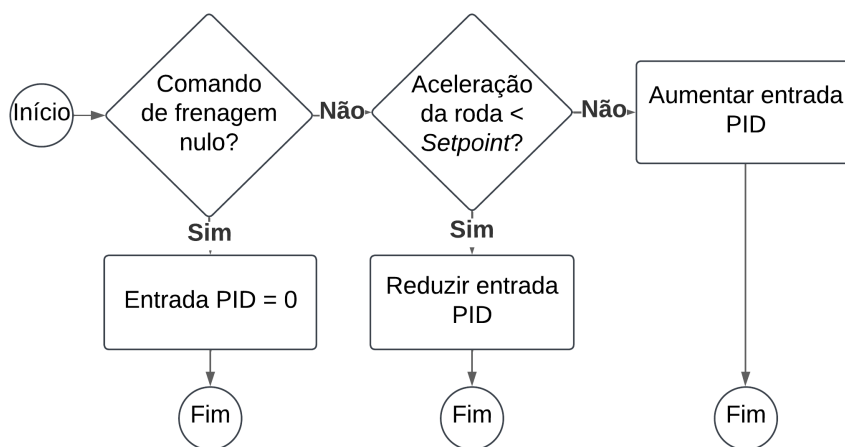 Início
Comando
de frenagem
nulo?
Não
Aceleração
da roda <
Setpoint?
Não
Aumentar entrada
PID
Sim
Sim
Entrada PID = 0
Reduzir entrada
PID
Fim
Fim
Fim